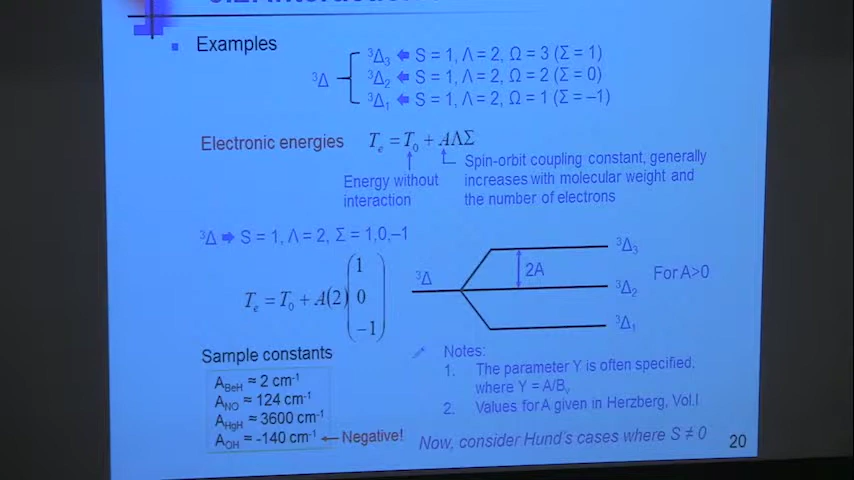 Examples
³Δ
³Δ₃ S = 1, Λ = 2, Ω = 3 (Σ = 1)
³Δ₂ S = 1, Λ = 2, Ω = 2 (Σ = 0)
³Δ₁ S = 1, Λ = 2, Ω = 1 (Σ = –1)
Electronic energies Tₑ = T₀ + AΛΣ
Energy without
interaction
Spin-orbit coupling constant, generally
increases with molecular weight and
the number of electrons
³Δ S = 1, Λ = 2, Σ = 1,0,–1
Tₑ = T₀ + A(2) (1 0 –1)
³Δ
2A
³Δ₃
³Δ₂
³Δ₁
For A>0
Sample constants
A_BeH ≈ 2 cm⁻¹
A_NO ≈ 124 cm⁻¹
A_HgH ≈ 3600 cm⁻¹
A_OH ≈ -140 cm⁻¹ Negative!
Notes:
1. The parameter Y is often specified,
where Y = A/Bᵥ
2. Values for A given in Herzberg, Vol.I
Now, consider Hund's cases where S ≠ 0
20